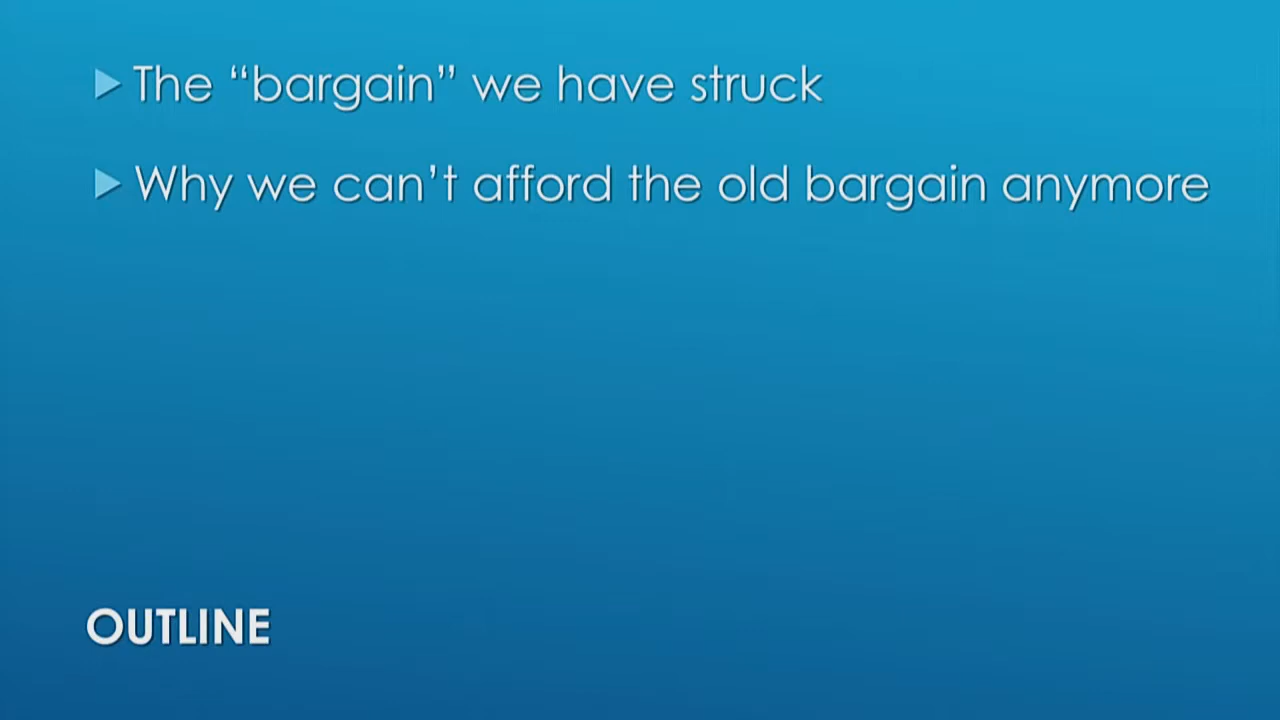 The “bargain” we have struck
Why we can’t afford the old bargain anymore
OUTLINE